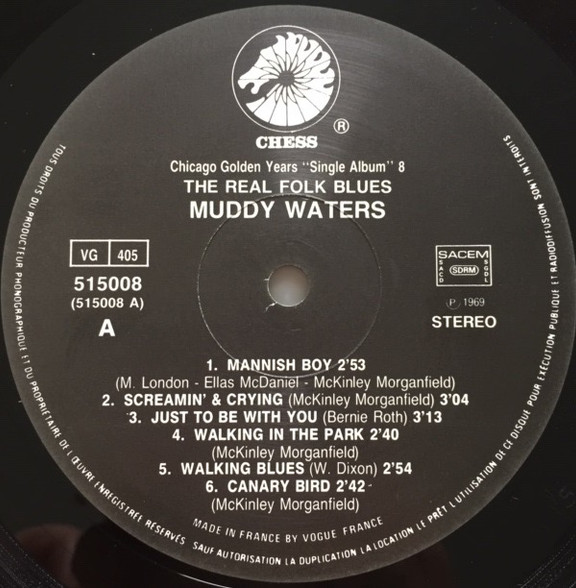 CHESS
®
Chicago Golden Years "Single Album" 8
THE REAL FOLK BLUES
MUDDY WATERS
VG 405
515008
(515008 A)
A
SACEM
SACD
SDRM
SGDL
℗ 1969
STEREO
1. MANNISH BOY 2'53
(M. London - Ellas McDaniel - McKinley Morganfield)
2. SCREAMIN' & CRYING (McKinley Morganfield) 3'04
3. JUST TO BE WITH YOU (Bernie Roth) 3'13
4. WALKING IN THE PARK 2'40
(McKinley Morganfield)
5. WALKING BLUES (W. Dixon) 2'54
6. CANARY BIRD 2'42
(McKinley Morganfield)
MADE IN FRANCE BY VOGUE FRANCE
TOUS DROITS DU PRODUCTEUR PHONOGRAPHIQUE ET DU PROPRIÉTAIRE DE L'ŒUVRE ENREGISTRÉE RÉSERVÉS SAUF AUTORISATION LA DUPLICATION LA LOCATION LE PRÊT L'UTILISATION DE CE DISQUE POUR EXECUTION PUBLIQUE ET RADIODIFFUSION SONT INTERDITS